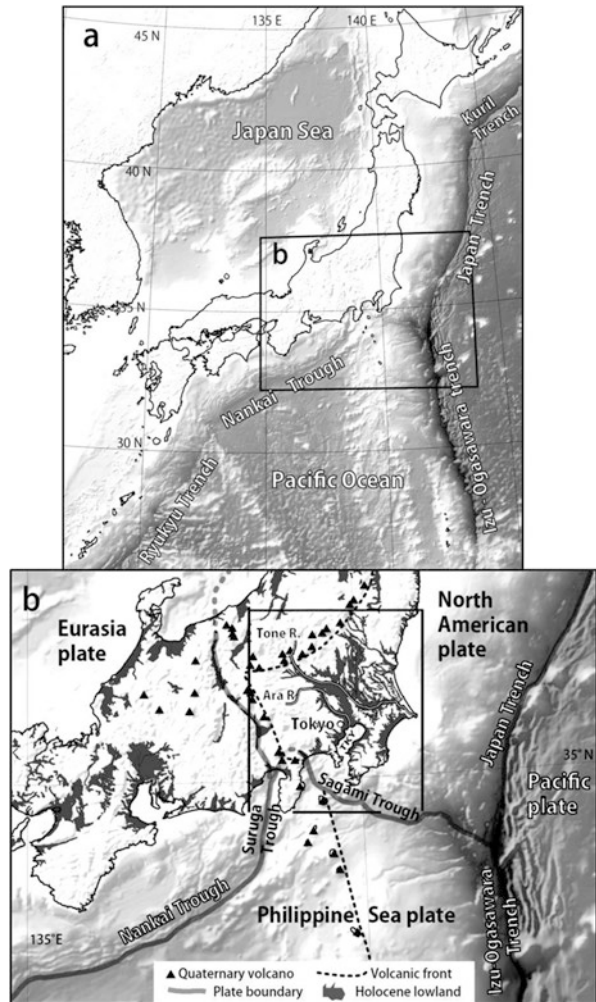 a
45 N
135 E
140 E
Kuril
Trench
Japan Sea
40 N
Japan Trench
b
35 N
Nankai Trough
30 N
Pacific Ocean
Izu-Ogasawara trench
Ryukyu Trench
b
Eurasia
plate
North
American
plate
Tone R.
Ara R.
Tokyo
Japan Trench
35°N
Pacific
plate
Sagami Trough
Suruga
Trough
Nankai Trough
Philippine Sea plate
Izu-Ogasawara
Trench
135°E
140°E
Quaternary volcano
Volcanic front
Plate boundary
Holocene lowland